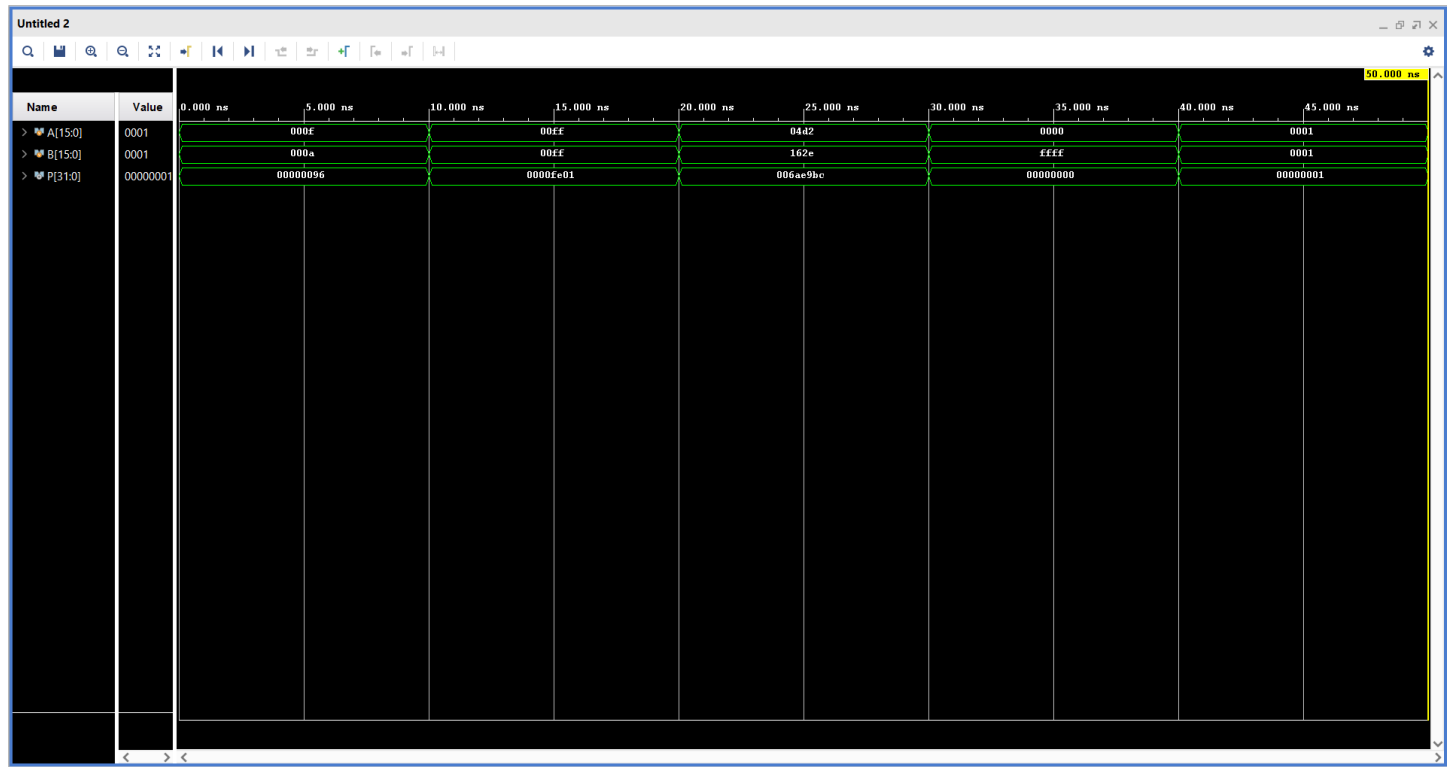 Untitled 2
50.000 ns
Name Value 0.000 ns 5.000 ns 10.000 ns 15.000 ns 20.000 ns 25.000 ns 30.000 ns 35.000 ns 40.000 ns 45.000 ns
A[15:0] 0001 000f 00ff 04d2 0000 0001
B[15:0] 0001 000a 00ff 162e ffff 0001
P[31:0] 00000001 00000096 0000fe01 006ae9bc 00000000 00000001